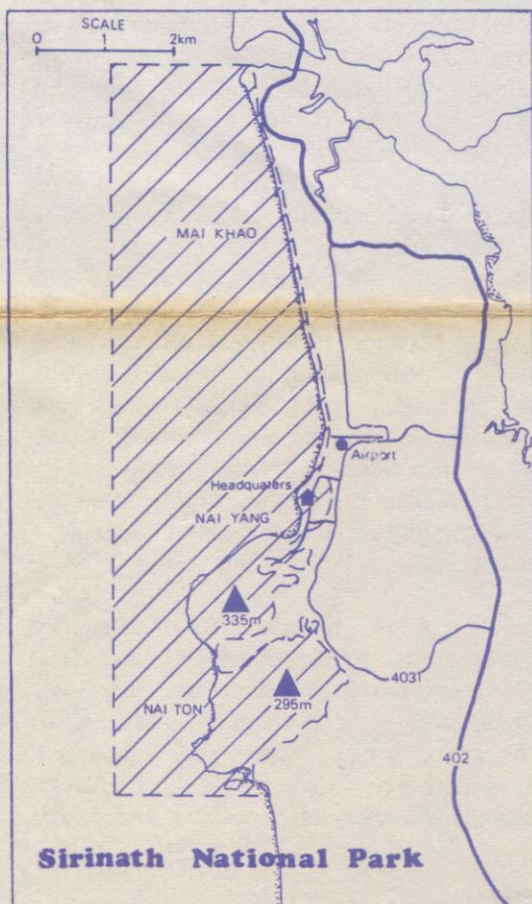 SCALE
0 1 2km
MAI KHAO
Airport
Headquaters
NAI YANG
335m
4031
295m
NAI TON
402
Sirinath National Park